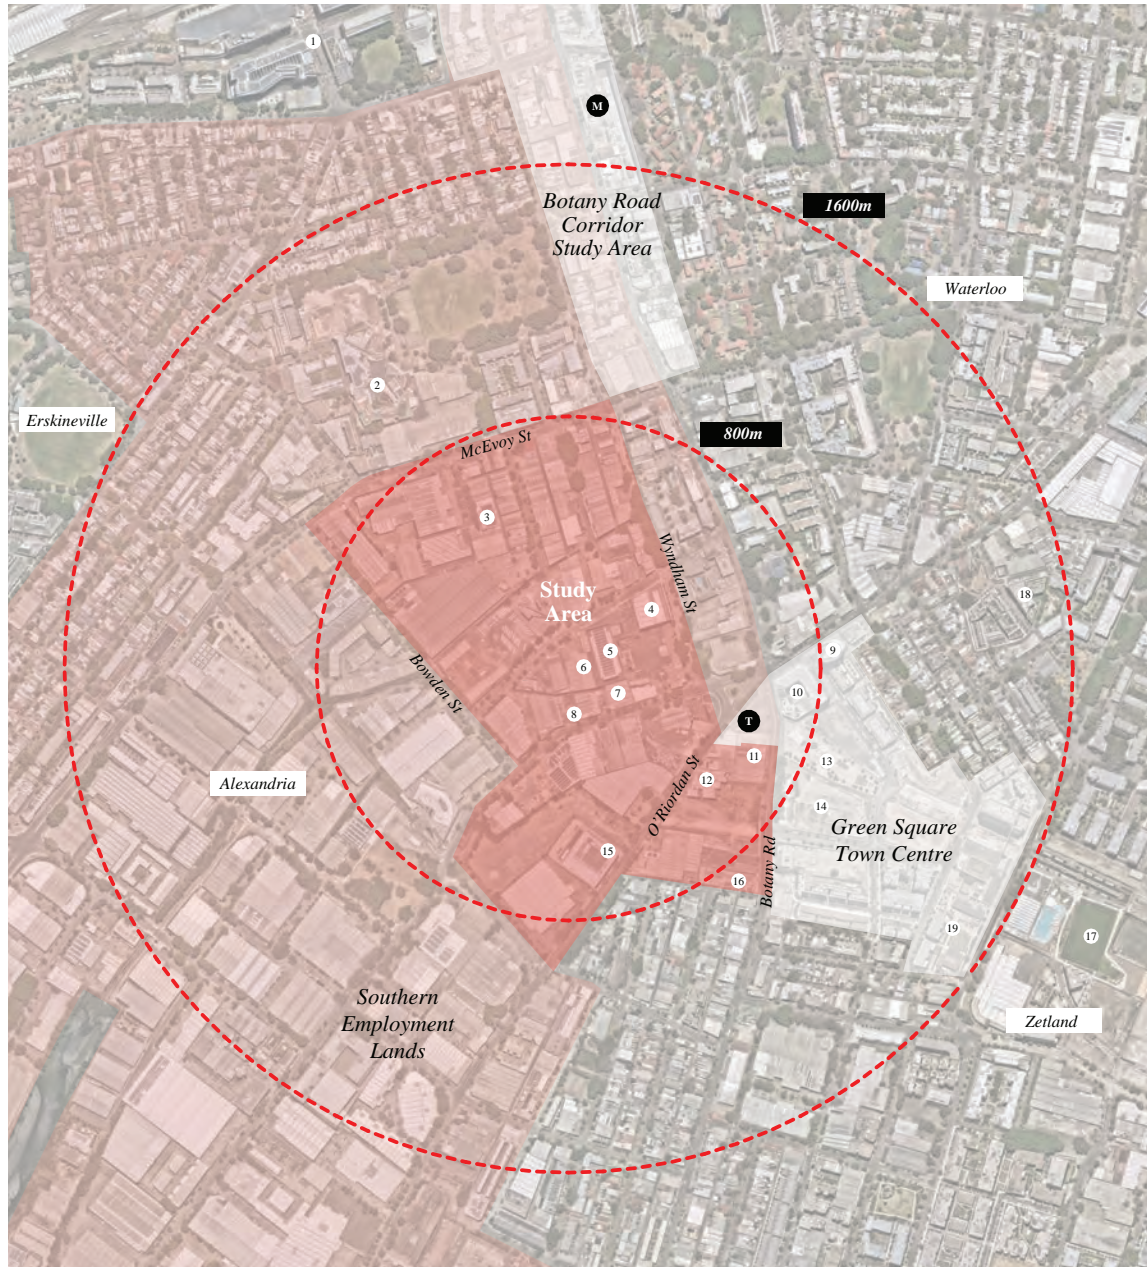 1
M
Botany Road
Corridor
Study Area
1600m
Waterloo
2
Erskineville
800m
McEvoy St
3
Wyndham St
Study
Area
4
18
5
9
6
Bowden St
7
10
8
T
11
13
12
Alexandria
O'Riordan St
14
Green Square
Town Centre
15
Botany Rd
16
19
17
Southern
Employment
Lands
Zetland